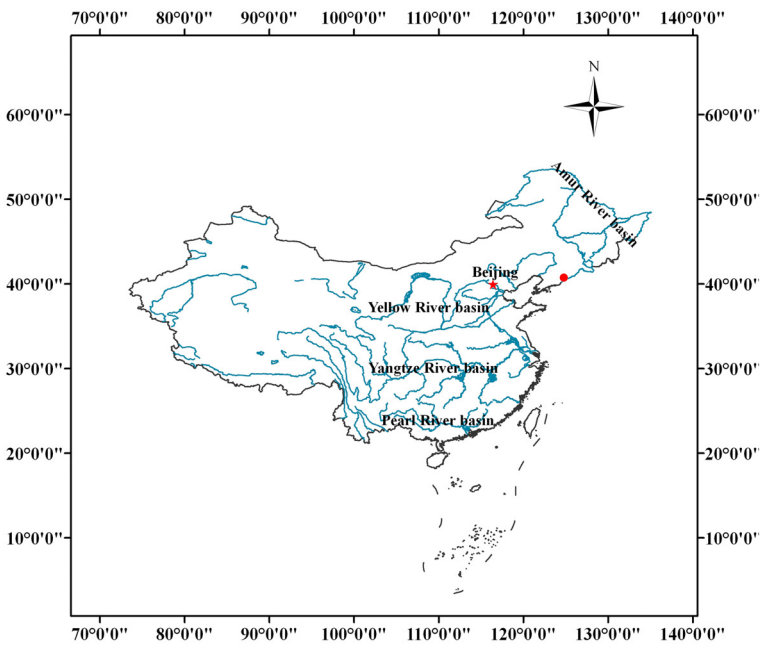 70°0'0" 80°0'0" 90°0'0" 100°0'0" 110°0'0" 120°0'0" 130°0'0" 140°0'0"
N
60°0'0" 60°0'0"
Amur River basin
50°0'0" 50°0'0"
Beijing
40°0'0" 40°0'0"
Yellow River basin
30°0'0" Yangtze River basin 30°0'0"
Pearl River basin
20°0'0" 20°0'0"
10°0'0" 10°0'0"
70°0'0" 80°0'0" 90°0'0" 100°0'0" 110°0'0" 120°0'0" 130°0'0" 140°0'0"